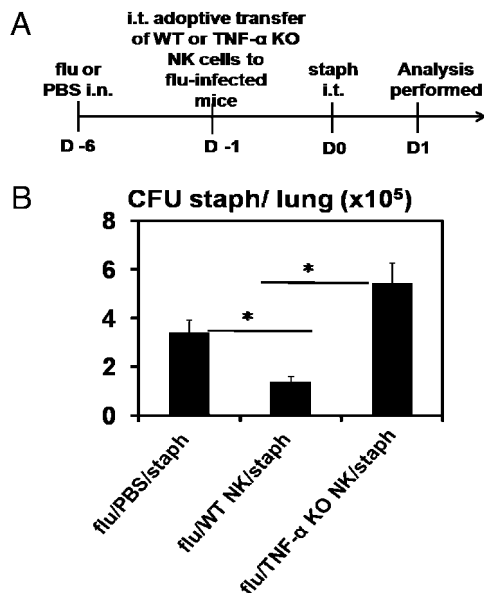 A
i.t. adoptive transfer
of WT or TNF-α KO
NK cells to
flu-infected
mice
flu or
PBS i.n.
staph
i.t.
Analysis
performed
D -6
D -1
D0
D1
B
CFU staph/ lung (x10⁵)
8
6
4
2
0
*
*
flu/PBS/staph
flu/WT NK/staph
flu/TNF-α KO NK/staph